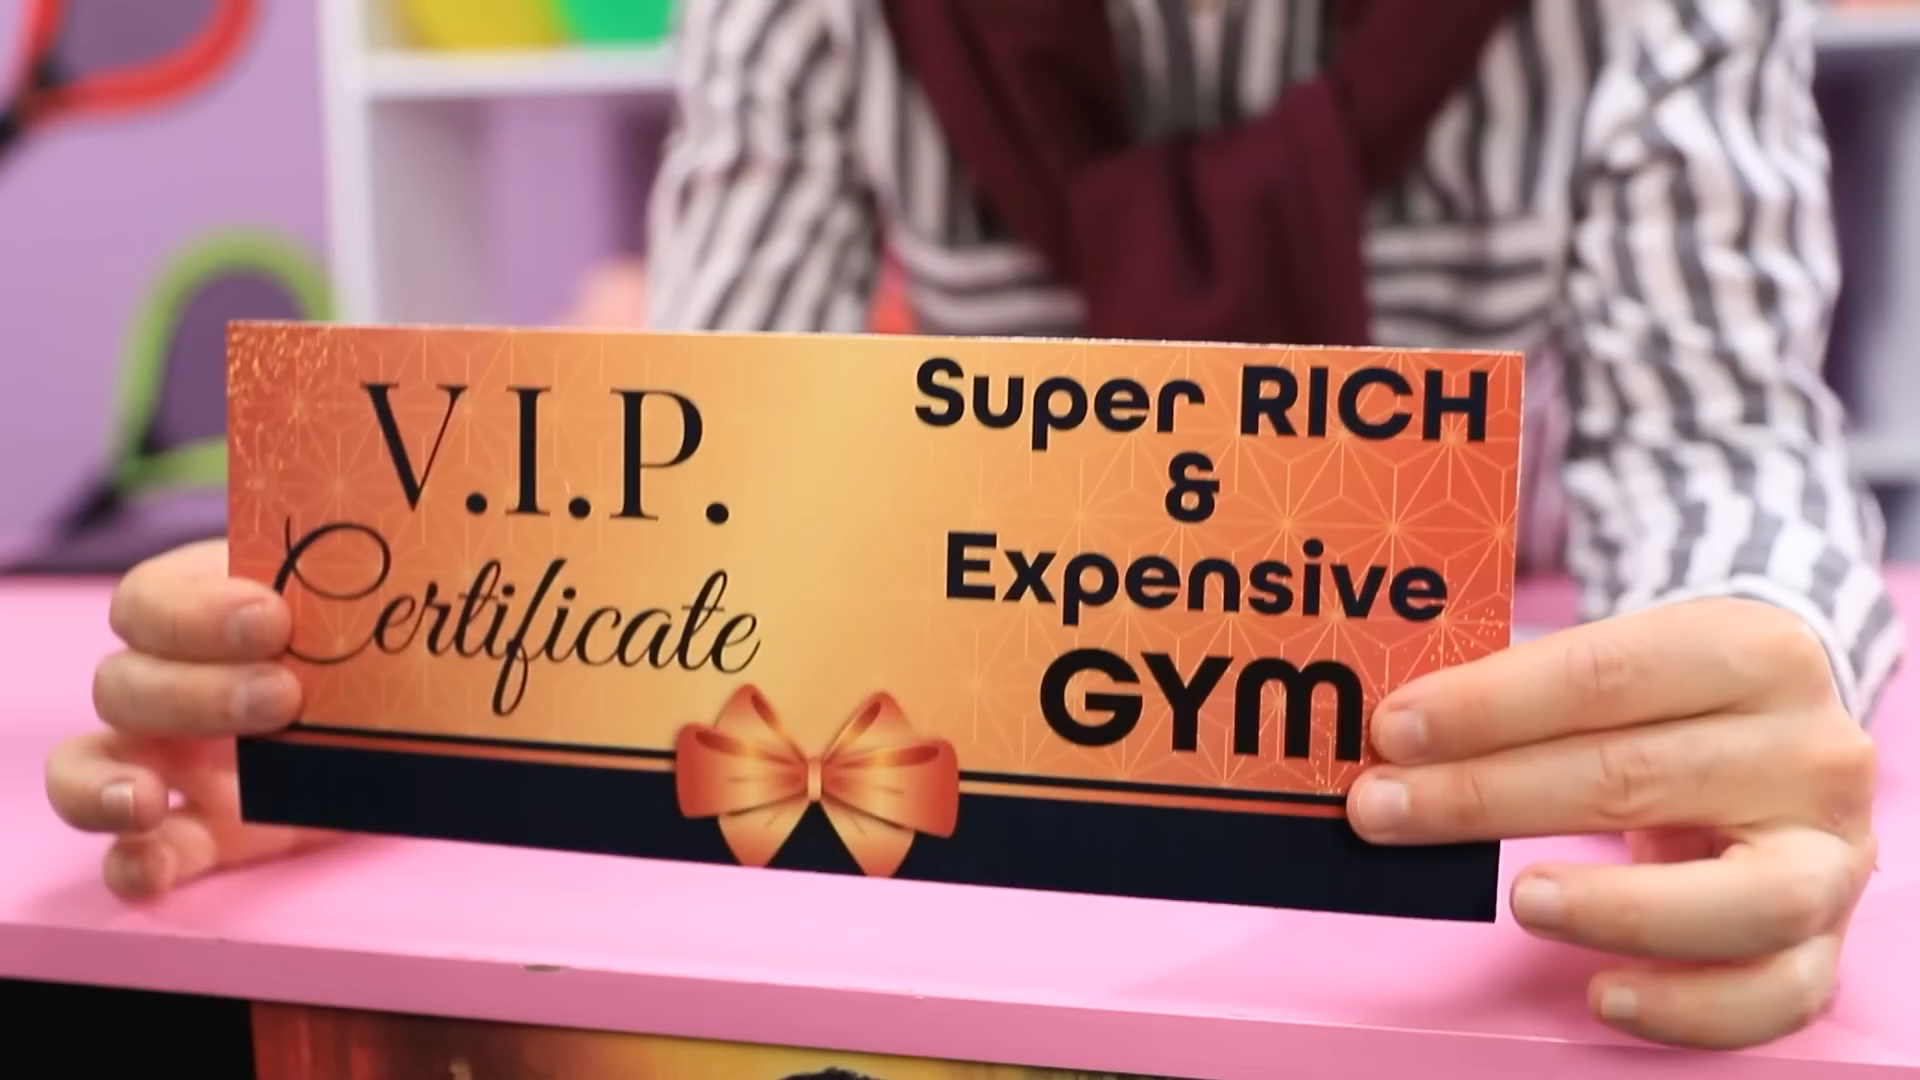 V.I.P.
Certificate
Super RICH
&
Expensive
GYM